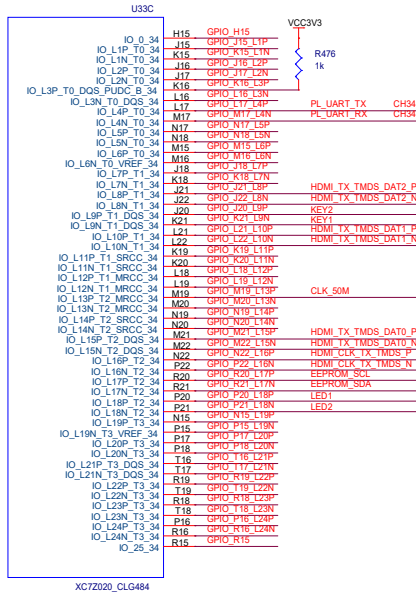 U33C
VCC3V3
R476
1k
IO_0_34 H15 GPIO_H15
IO_L1P_T0_34 J15 GPIO_J15_L1P
IO_L1N_T0_34 K15 GPIO_K15_L1N
IO_L2P_T0_34 J16 GPIO_J16_L2P
IO_L2N_T0_34 J17 GPIO_J17_L2N
IO_L3P_T0_DQS_PUDC_B_34 K16 GPIO_K16_L3P
IO_L3N_T0_DQS_34 L16 GPIO_L16_L3N
IO_L4P_T0_34 L17 GPIO_L17_L4P PL_UART_TX CH34
IO_L4N_T0_34 M17 GPIO_M17_L4N PL_UART_RX CH34
IO_L5P_T0_34 N17 GPIO_N17_L5P
IO_L5N_T0_34 N18 GPIO_N18_L5N
IO_L6P_T0_34 M15 GPIO_M15_L6P
IO_L6N_T0_VREF_34 M16 GPIO_M16_L6N
IO_L7P_T1_34 J18 GPIO_J18_L7P
IO_L7N_T1_34 K18 GPIO_K18_L7N
IO_L8P_T1_34 J21 GPIO_J21_L8P HDMI_TX_TMDS_DAT2_P
IO_L8N_T1_34 J22 GPIO_J22_L8N HDMI_TX_TMDS_DAT2_N
IO_L9P_T1_DQS_34 J20 GPIO_J20_L9P KEY2
IO_L9N_T1_DQS_34 K21 GPIO_K21_L9N KEY1
IO_L10P_T1_34 L21 GPIO_L21_L10P HDMI_TX_TMDS_DAT1_P
IO_L10N_T1_34 L22 GPIO_L22_L10N HDMI_TX_TMDS_DAT1_N
IO_L11P_T1_SRCC_34 K19 GPIO_K19_L11P
IO_L11N_T1_SRCC_34 K20 GPIO_K20_L11N
IO_L12P_T1_MRCC_34 L18 GPIO_L18_L12P
IO_L12N_T1_MRCC_34 L19 GPIO_L19_L12N
IO_L13P_T2_MRCC_34 M19 GPIO_M19_L13P CLK_50M
IO_L13N_T2_MRCC_34 M20 GPIO_M20_L13N
IO_L14P_T2_SRCC_34 N19 GPIO_N19_L14P
IO_L14N_T2_SRCC_34 N20 GPIO_N20_L14N
IO_L15P_T2_DQS_34 M21 GPIO_M21_L15P HDMI_TX_TMDS_DAT0_P
IO_L15N_T2_DQS_34 M22 GPIO_M22_L15N HDMI_TX_TMDS_DAT0_N
IO_L16P_T2_34 N22 GPIO_N22_L16P HDMI_CLK_TX_TMDS_P
IO_L16N_T2_34 P22 GPIO_P22_L16N HDMI_CLK_TX_TMDS_N
IO_L17P_T2_34 R20 GPIO_R20_L17P EEPROM_SCL
IO_L17N_T2_34 R21 GPIO_R21_L17N EEPROM_SDA
IO_L18P_T2_34 P20 GPIO_P20_L18P LED1
IO_L18N_T2_34 P21 GPIO_P21_L18N LED2
IO_L19P_T3_34 N15 GPIO_N15_L19P
IO_L19N_T3_VREF_34 P15 GPIO_P15_L19N
IO_L20P_T3_34 P17 GPIO_P17_L20P
IO_L20N_T3_34 P18 GPIO_P18_L20N
IO_L21P_T3_DQS_34 T16 GPIO_T16_L21P
IO_L21N_T3_DQS_34 T17 GPIO_T17_L21N
IO_L22P_T3_34 R19 GPIO_R19_L22P
IO_L22N_T3_34 T19 GPIO_T19_L22N
IO_L23P_T3_34 R18 GPIO_R18_L23P
IO_L23N_T3_34 T18 GPIO_T18_L23N
IO_L24P_T3_34 P16 GPIO_P16_L24P
IO_L24N_T3_34 R16 GPIO_R16_L24N
IO_25_34 R15 GPIO_R15
XC7Z020_CLG484